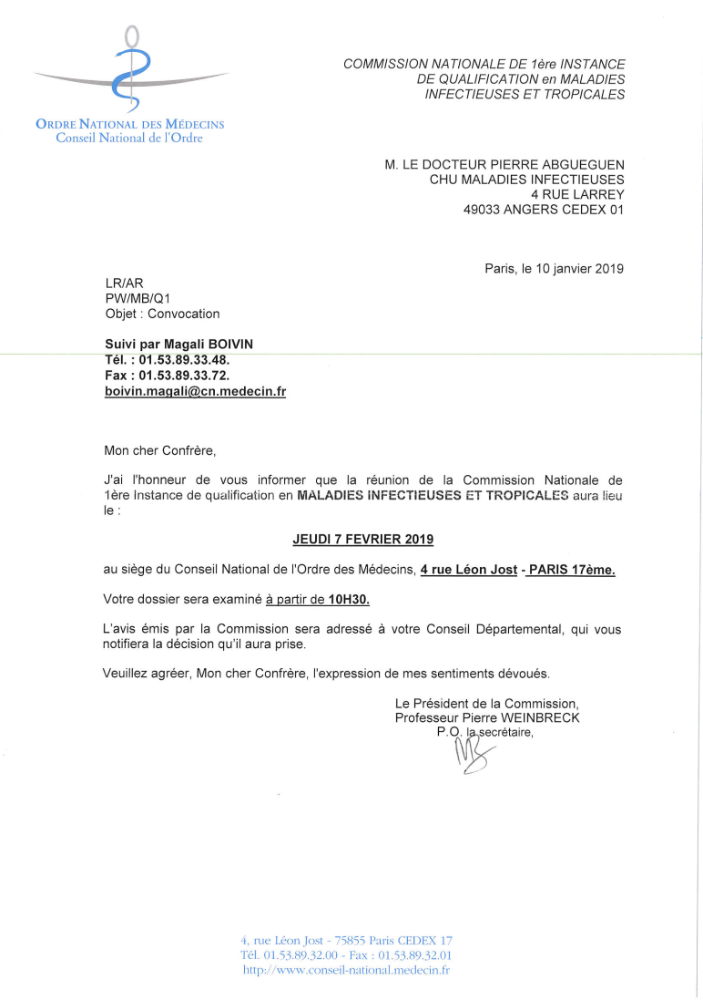 ORDRE NATIONAL DES MÉDECINS
Conseil National de l'Ordre
COMMISSION NATIONALE DE 1ère INSTANCE
DE QUALIFICATION en MALADIES
INFECTIEUSES ET TROPICALES
M. LE DOCTEUR PIERRE ABGUEGUEN
CHU MALADIES INFECTIEUSES
4 RUE LARREY
49033 ANGERS CEDEX 01
Paris, le 10 janvier 2019
LR/AR
PW/MB/Q1
Objet : Convocation
Suivi par Magali BOIVIN
Tél. : 01.53.89.33.48.
Fax : 01.53.89.33.72.
boivin.magali@cn.medecin.fr
Mon cher Confrère,
J'ai l'honneur de vous informer que la réunion de la Commission Nationale de
1ère Instance de qualification en MALADIES INFECTIEUSES ET TROPICALES aura lieu
le :
JEUDI 7 FEVRIER 2019
au siège du Conseil National de l'Ordre des Médecins, 4 rue Léon Jost - PARIS 17ème.
Votre dossier sera examiné à partir de 10H30.
L'avis émis par la Commission sera adressé à votre Conseil Départemental, qui vous
notifiera la décision qu'il aura prise.
Veuillez agréer, Mon cher Confrère, l'expression de mes sentiments dévoués.
Le Président de la Commission,
Professeur Pierre WEINBRECK
P.O. la secrétaire,
MB
4, rue Léon Jost - 75855 Paris CEDEX 17
Tél. 01.53.89.32.00 - Fax : 01.53.89.32.01
http://www.conseil-national.medecin.fr